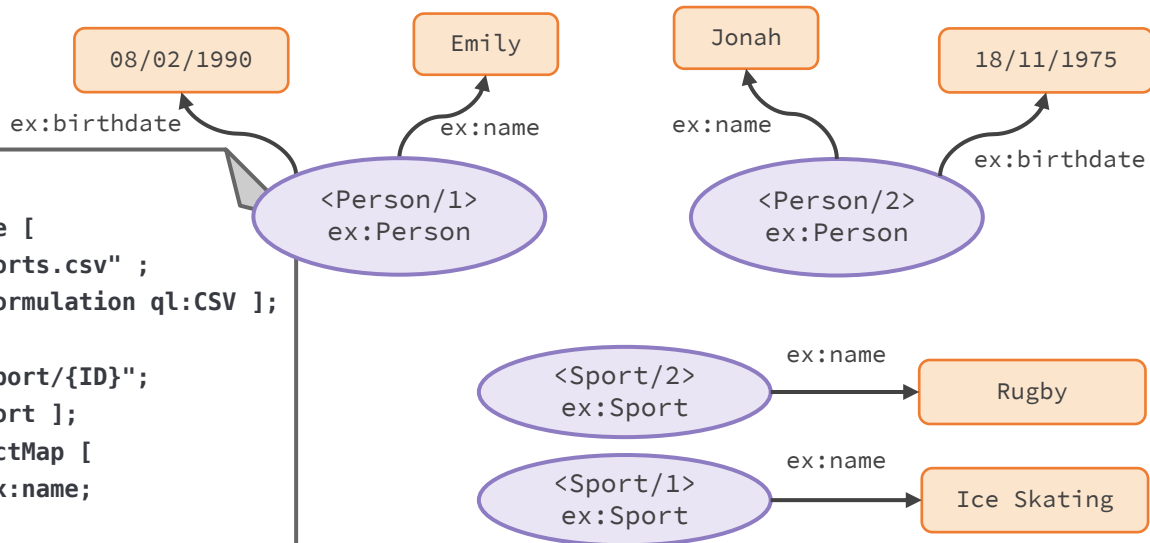 08/02/1990
Emily
Jonah
18/11/1975
ex:birthdate
ex:name
ex:name
ex:birthdate
<Person/1>
ex:Person
<Person/2>
ex:Person
e [
orts.csv" ;
ormulation ql:CSV ];
port/{ID}";
ort ];
ctMap [
x:name;
<Sport/2>
ex:Sport
ex:name
Rugby
<Sport/1>
ex:Sport
ex:name
Ice Skating